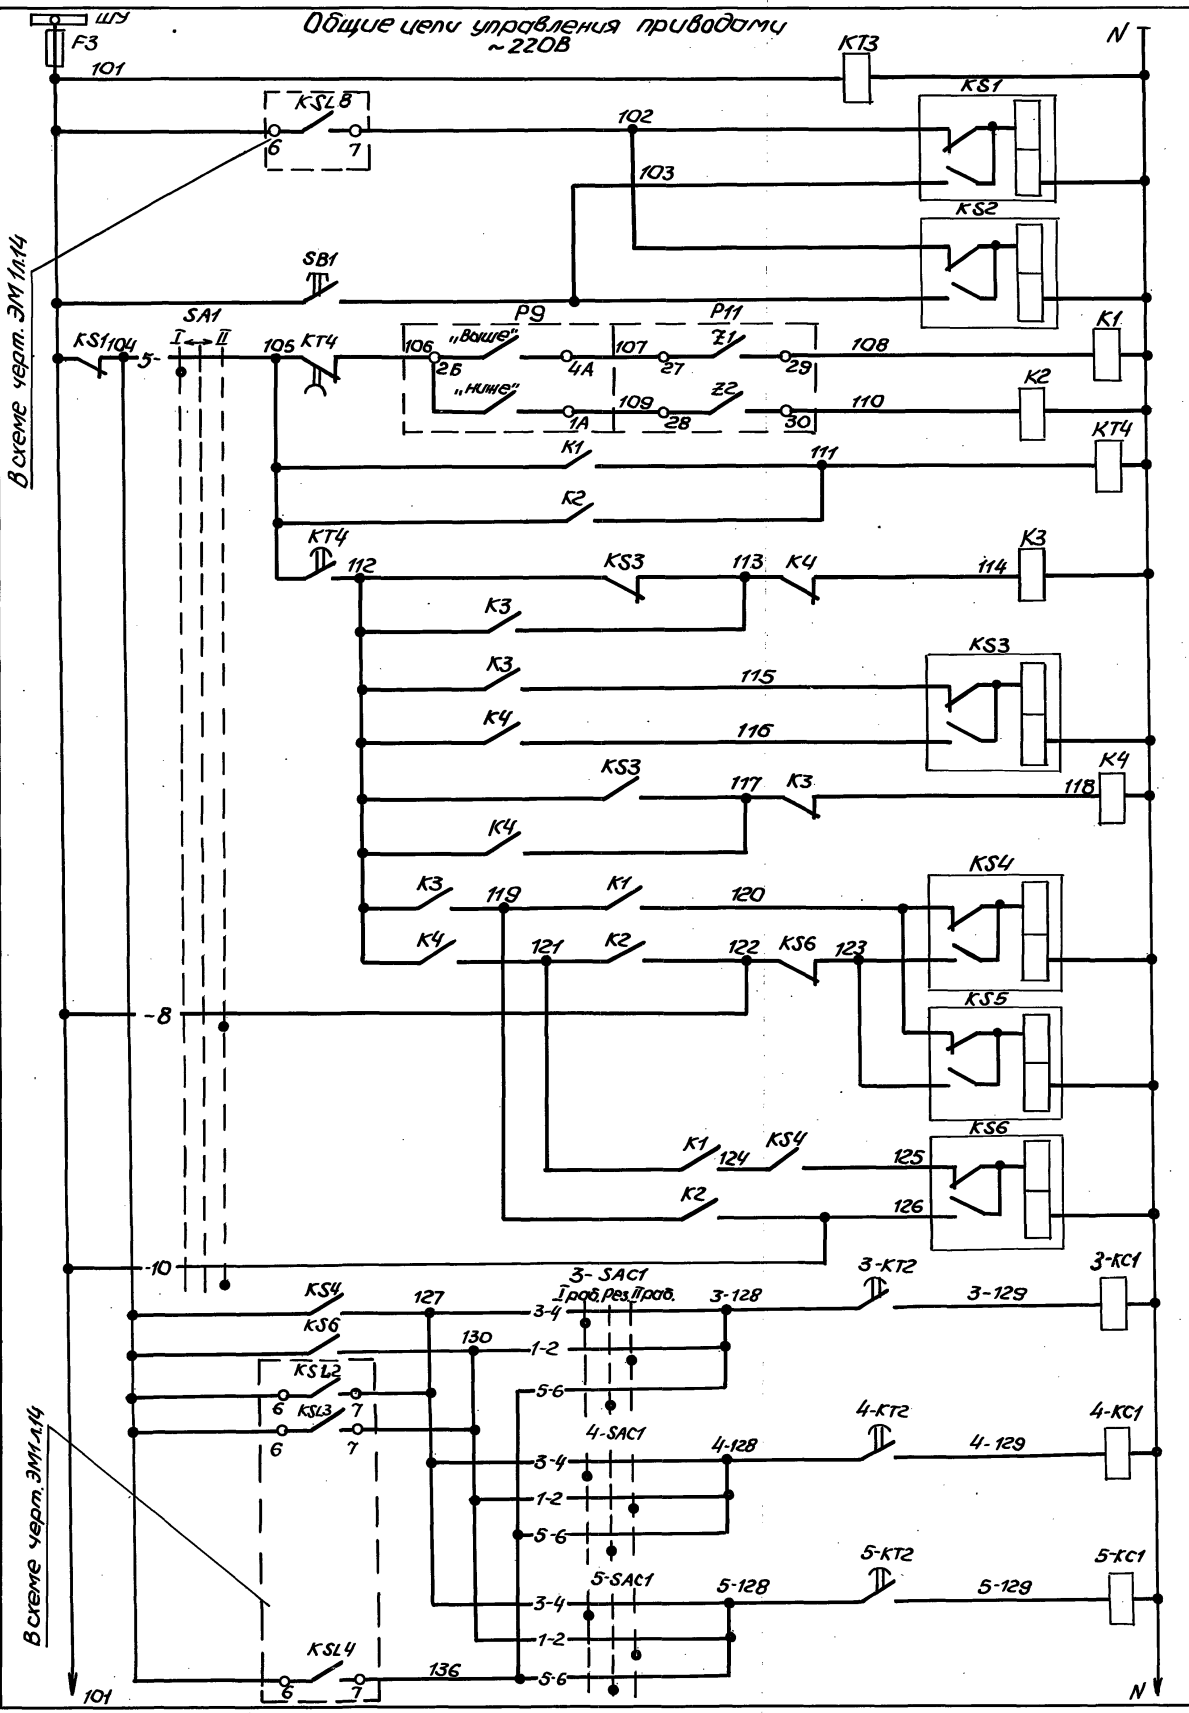 ШУ
Общие цепи управления приводами
~220В
N
F3
KT3
101
KSL8
KS1
102
6
7
103
KS2
В схеме черт. ЭМ1л.14
SB1
SA1
P9
P11
K1
KS1
104
5-
I
II
105
KT4
106
„Выше"
2Б
4А
107
27
Z1
29
108
K2
„ниже"
1А
109
28
Z2
30
110
KT4
K1
111
K2
KT4
112
KS3
113
K4
114
K3
K3
KS3
K3
115
K4
116
K4
KS3
117
K3
118
K4
KS4
K3
119
K1
120
K4
121
K2
122
KS6
123
KS5
-8
KS6
K1
124
KS4
125
K2
126
-10
3-SAC1
3-KT2
3-KC1
KS4
127
I раб. Рез. II раб.
3-4
3-128
3-129
KS6
130
1-2
KSL2
6
7
5-6
KSL3
6
7
4-SAC1
4-KT2
4-KC1
В схеме черт. ЭМ1л.14
3-4
4-128
4-129
1-2
5-6
5-SAC1
5-KT2
5-KC1
3-4
5-128
5-129
1-2
KSL4
6
7
136
5-6
101
N